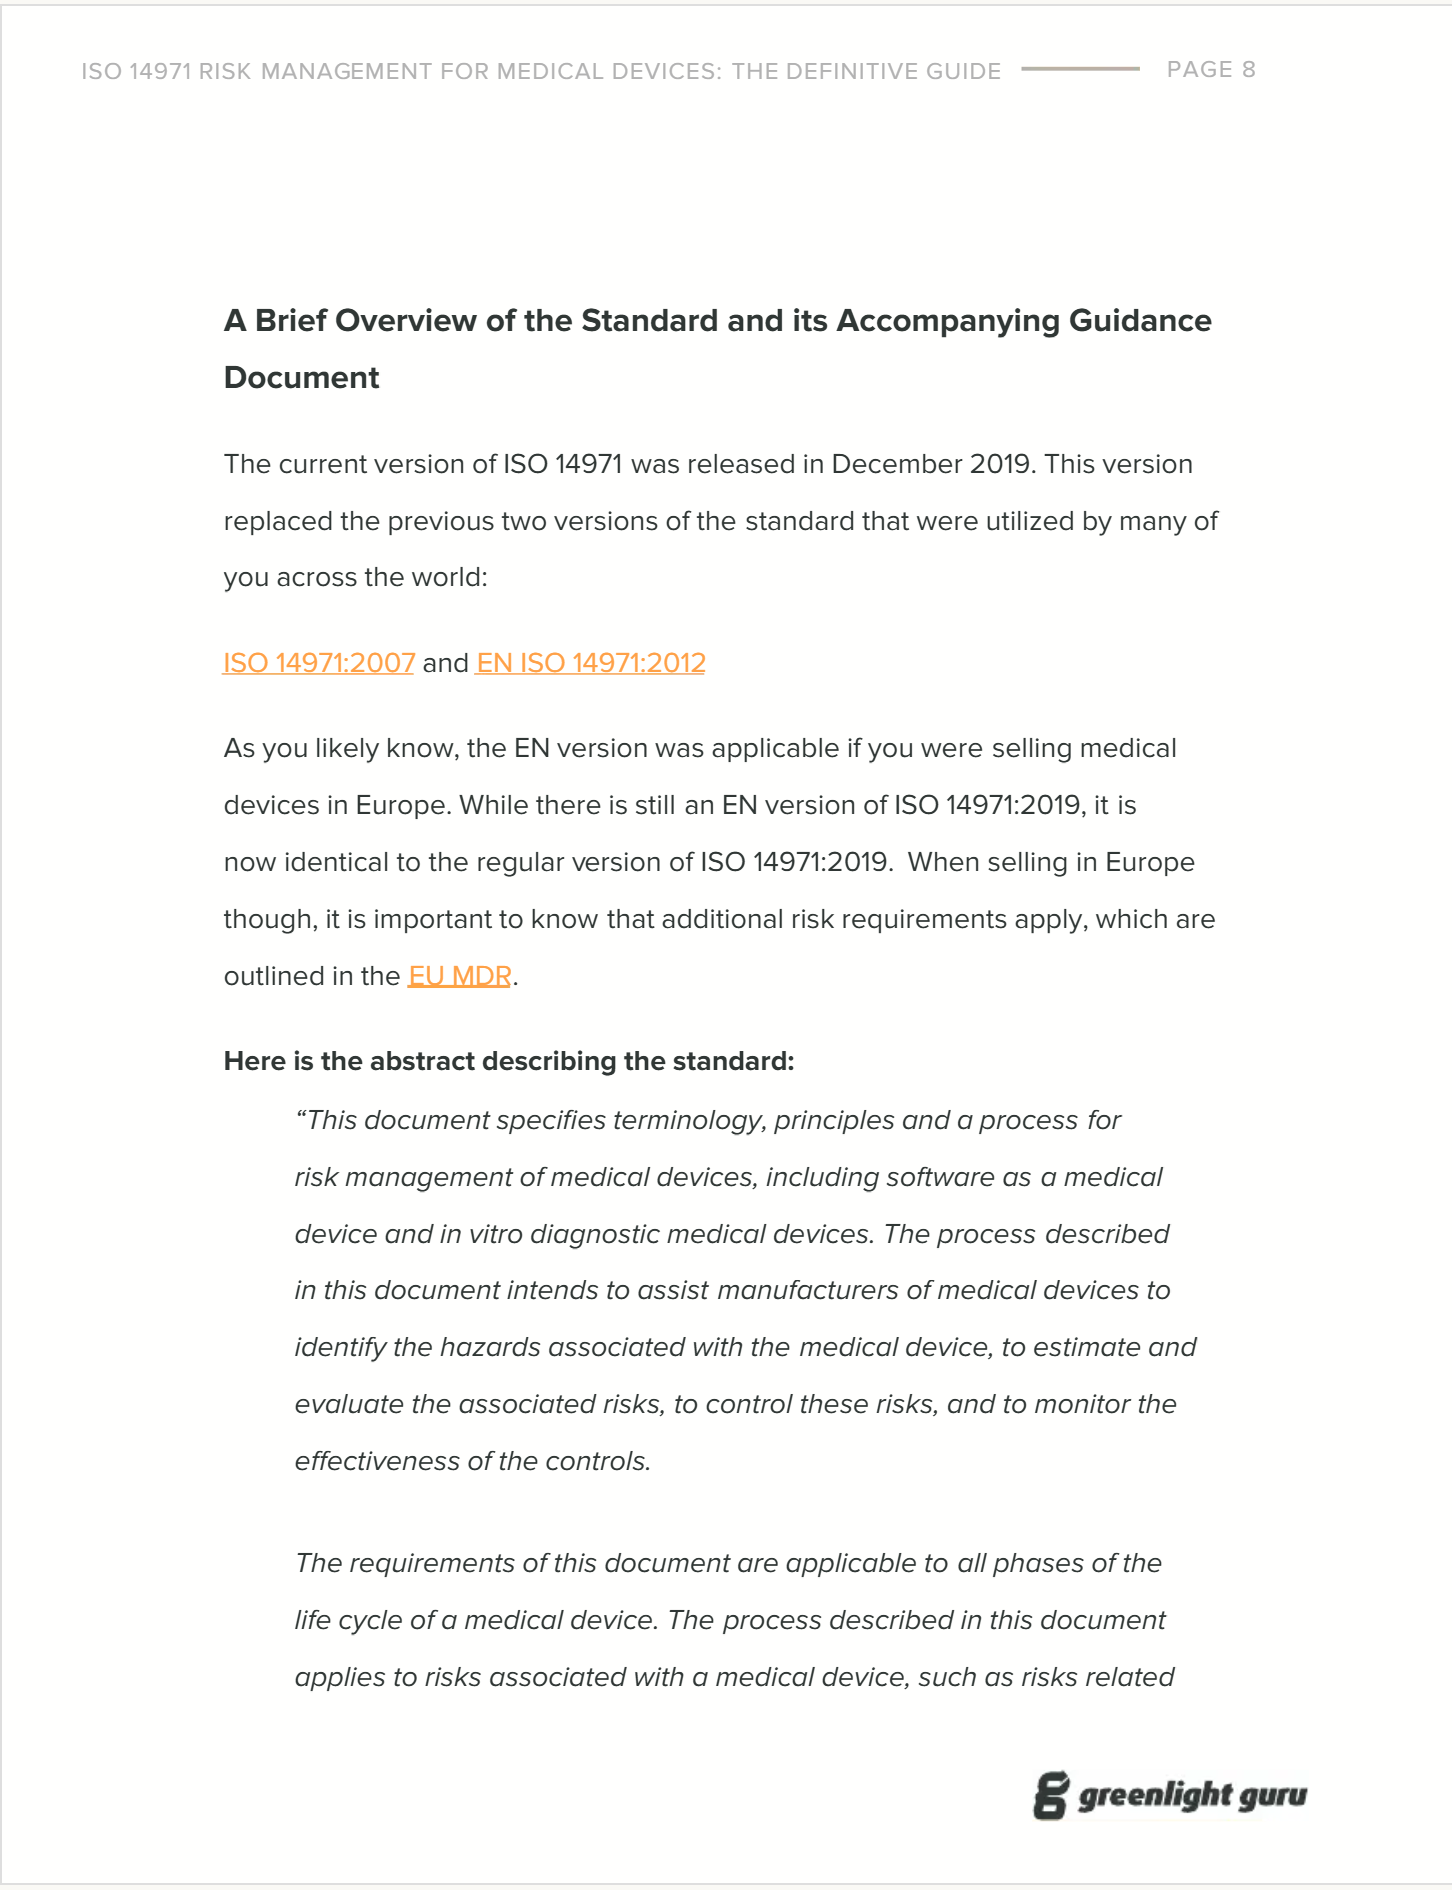 ISO 14971 RISK MANAGEMENT FOR MEDICAL DEVICES: THE DEFINITIVE GUIDE PAGE 8
A Brief Overview of the Standard and its Accompanying Guidance
Document
The current version of ISO 14971 was released in December 2019. This version
replaced the previous two versions of the standard that were utilized by many of
you across the world:
ISO 14971:2007 and EN ISO 14971:2012
As you likely know, the EN version was applicable if you were selling medical
devices in Europe. While there is still an EN version of ISO 14971:2019, it is
now identical to the regular version of ISO 14971:2019. When selling in Europe
though, it is important to know that additional risk requirements apply, which are
outlined in the EU MDR.
Here is the abstract describing the standard:
“This document specifies terminology, principles and a process for
risk management of medical devices, including software as a medical
device and in vitro diagnostic medical devices. The process described
in this document intends to assist manufacturers of medical devices to
identify the hazards associated with the medical device, to estimate and
evaluate the associated risks, to control these risks, and to monitor the
effectiveness of the controls.
The requirements of this document are applicable to all phases of the
life cycle of a medical device. The process described in this document
applies to risks associated with a medical device, such as risks related
greenlight guru